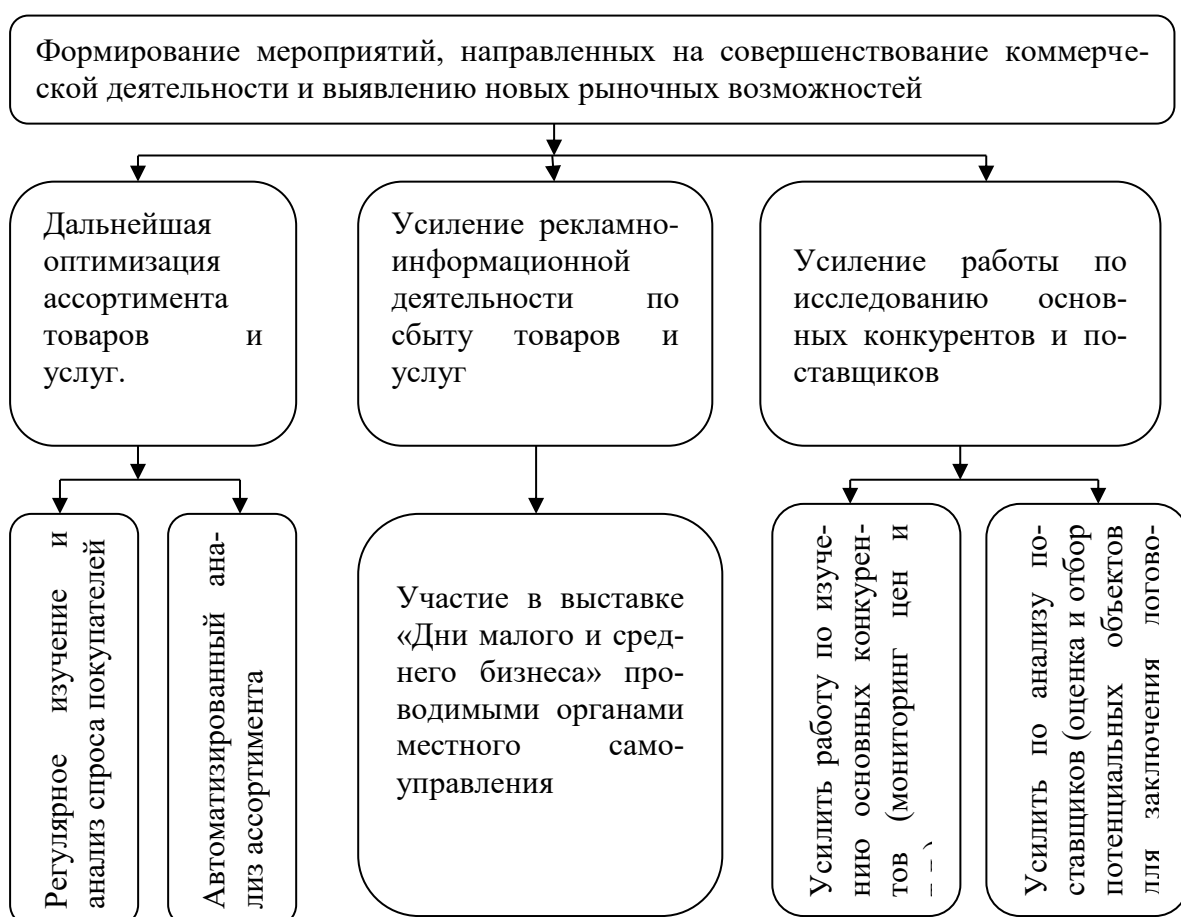 Формирование мероприятий, направленных на совершенствование коммерче-
ской деятельности и выявлению новых рыночных возможностей
Дальнейшая
оптимизация
ассортимента
товаров и
услуг.
Усиление рекламно-
информационной
деятельности по
сбыту товаров и
услуг
Усиление работы по
исследованию основ-
ных конкурентов и по-
ставщиков
Регулярное изучение и
анализ спроса покупателей
Автоматизированный ана-
лиз ассортимента
Участие в выставке
«Дни малого и сред-
него бизнеса» про-
водимыми органами
местного само-
управления
Усилить работу по изуче-
нию основных конкурен-
тов (мониторинг цен и
Усилить по анализу по-
ставщиков (оценка и отбор
потенциальных объектов
для заключения догово-